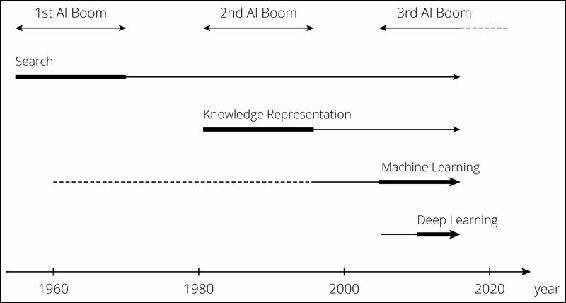 1st AI Boom 2nd AI Boom 3rd AI Boom
Search
Knowledge Representation
Machine Learning
Deep Learning
1960 1980 2000 2020 year